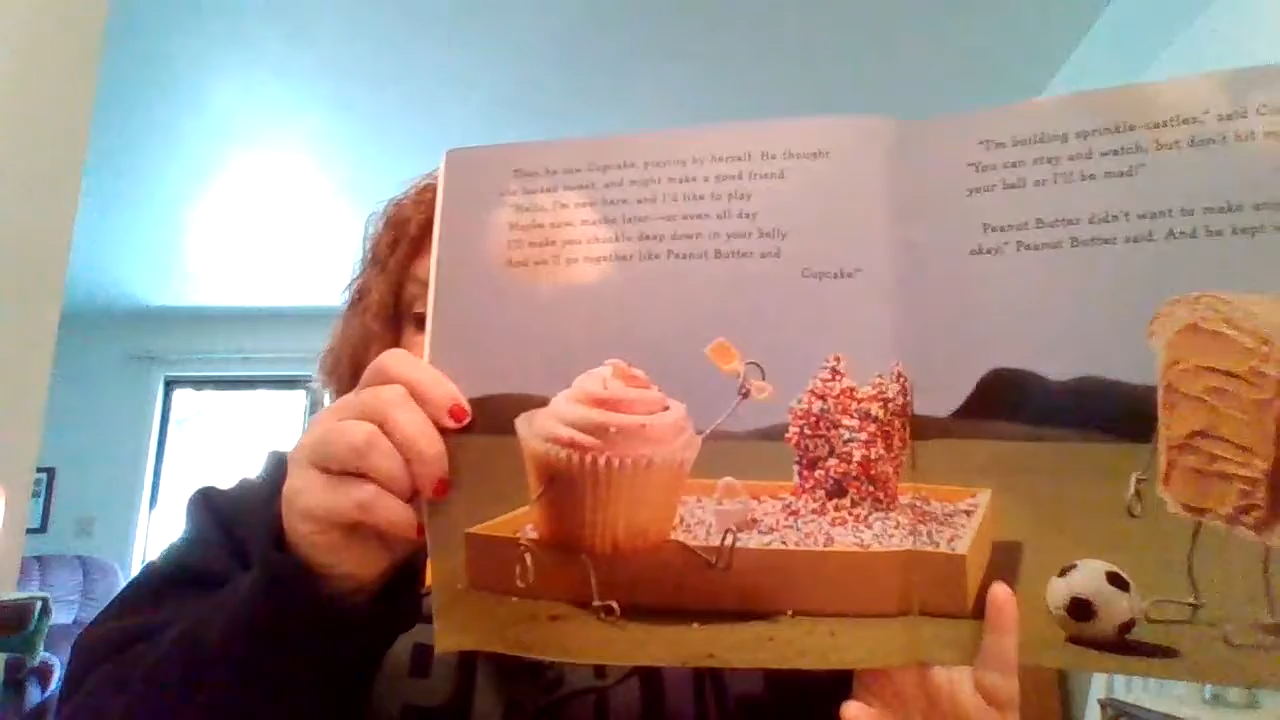 Then he saw Cupcake, playing by herself. He thought
she looked sweet, and might make a good friend.
"Hello, I'm new here, and I'd like to play
Maybe now, maybe later—or even all day
I'll make you chuckle deep down in your belly
And we'll go together like Peanut Butter and
Cupcake!"
"I'm building sprinkle-castles," said
"You can stay and watch, but don't hit
your ball or I'll be mad!"
Peanut Butter didn't want to make
okay," Peanut Butter said. And he kept